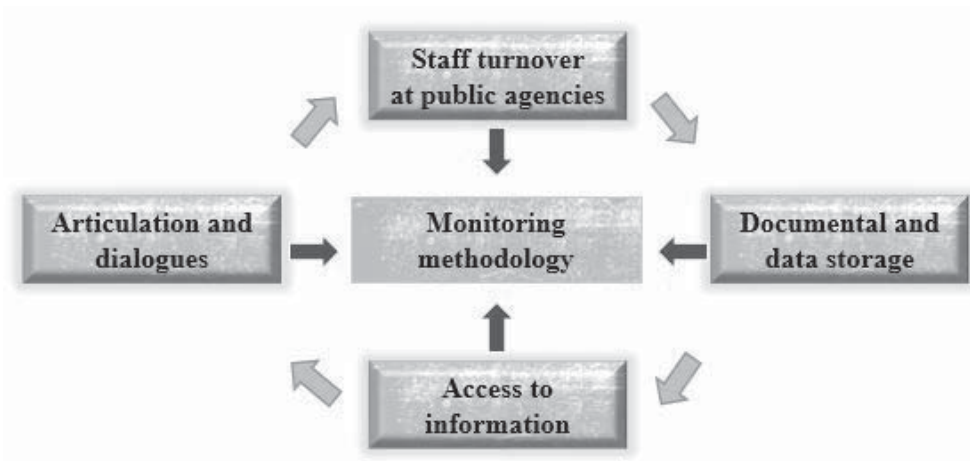 Staff turnover
at public agencies
Articulation and
dialogues
Monitoring
methodology
Documental and
data storage
Access to
information